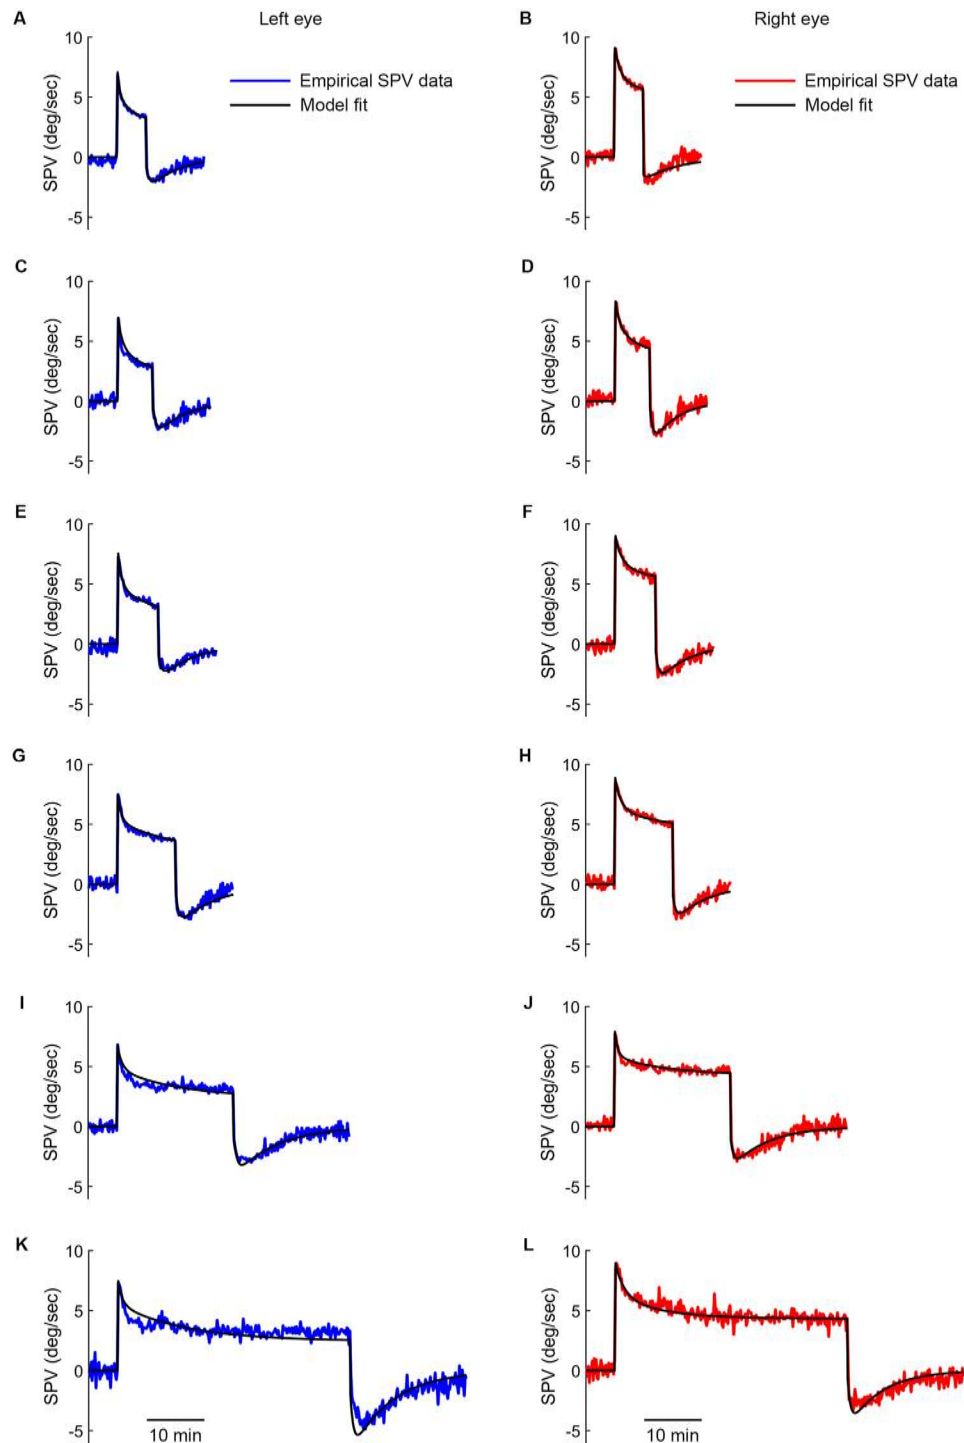 A Left eye B Right eye
10 10
Empirical SPV data Empirical SPV data
Model fit Model fit
5 5
SPV (deg/sec) SPV (deg/sec)
0 0
-5 -5
C D
10 10
5 5
SPV (deg/sec) SPV (deg/sec)
0 0
-5 -5
E F
10 10
5 5
SPV (deg/sec) SPV (deg/sec)
0 0
-5 -5
G H
10 10
5 5
SPV (deg/sec) SPV (deg/sec)
0 0
-5 -5
I J
10 10
5 5
SPV (deg/sec) SPV (deg/sec)
0 0
-5 -5
K L
10 10
5 5
SPV (deg/sec) SPV (deg/sec)
0 0
-5 -5
10 min 10 min